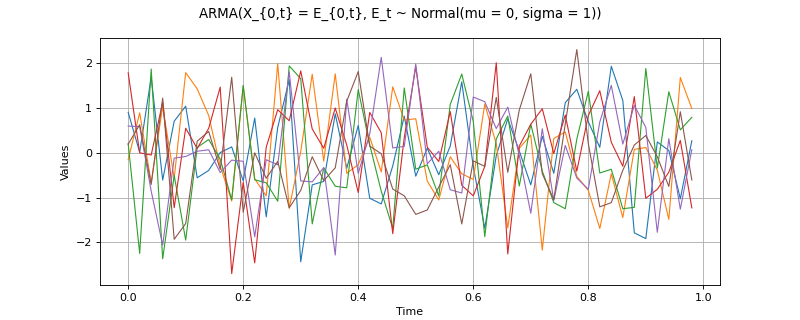 ARMA(X_{0,t} = E_{0,t}, E_t ~ Normal(mu = 0, sigma = 1))
Values
2
1
0
−1
−2
0.0 0.2 0.4 0.6 0.8 1.0
Time